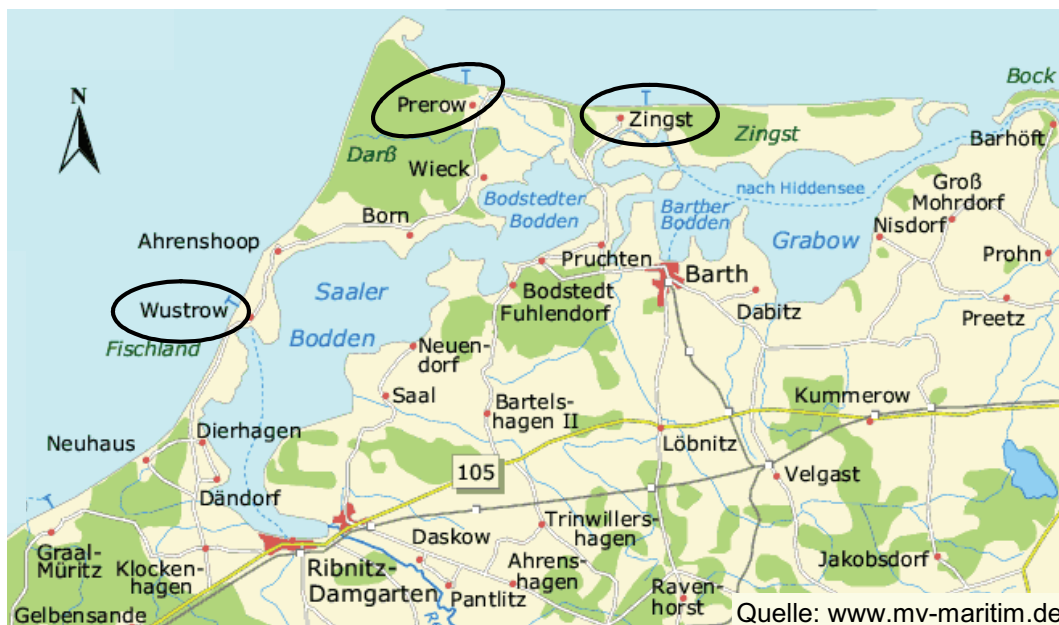 N
Bock
Prerow
Zingst
Zingst
Barhöft
Darß
Wieck
nach Hiddensee
Groß
Mohrdorf
Bodstedter
Bodden
Barther
Bodden
Born
Nisdorf
Ahrenshoop
Grabow
Prohn
Pruchten
Barth
Saaler
Bodden
Bodstedt
Fuhlendorf
Dabitz
Wustrow
Preetz
Fischland
Neuen-
dorf
Saal
Kummerow
Bartels-
hagen II
Dierhagen
Neuhaus
Löbnitz
105
Velgast
Dändorf
Trinwillers-
hagen
Graal-
Müritz
Klocken-
hagen
Daskow
Ahrens-
hagen
Jakobsdorf
Ribnitz-
Damgarten
Pantlitz
Raven-
horst
Gelbensande
Quelle: www.mv-maritim.de